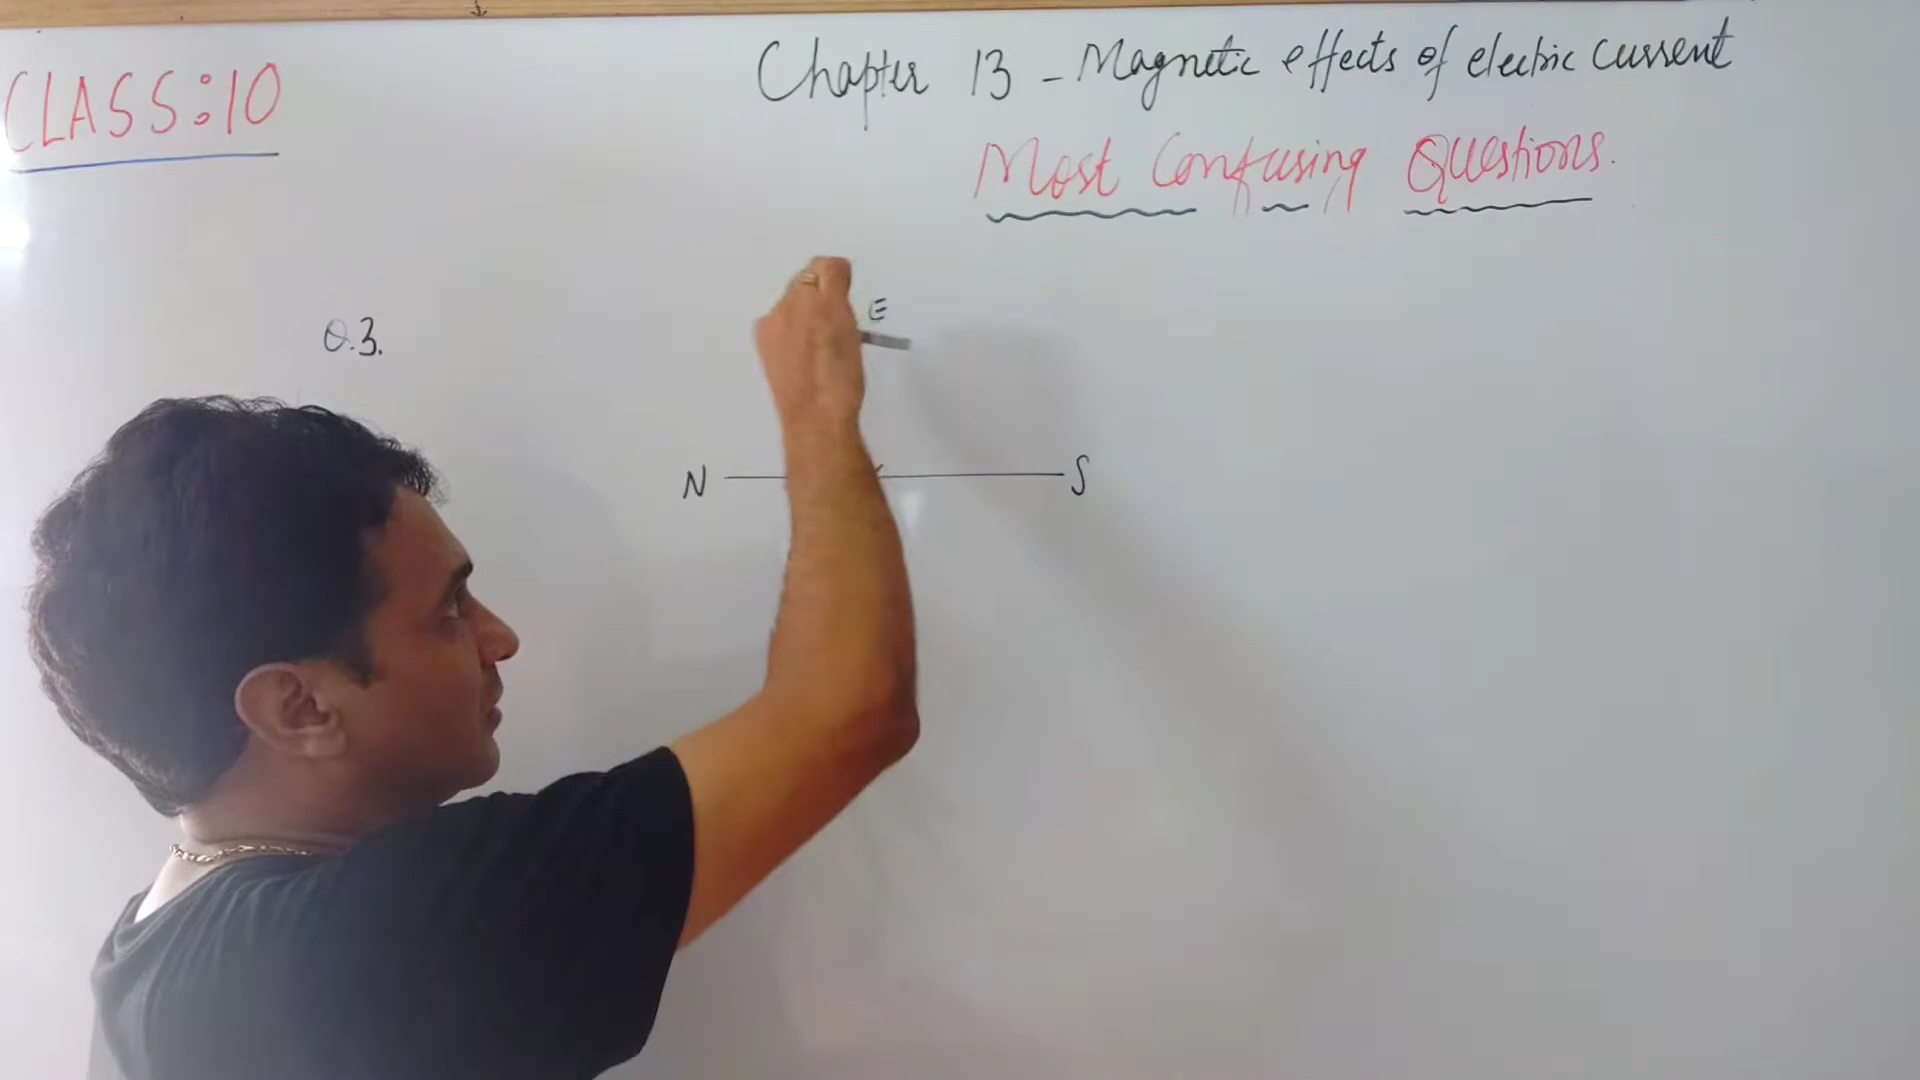 CLASS:10
Chapter 13 - Magnetic effects of electric current
Most Confusing Questions.
Q.3.
E
N S